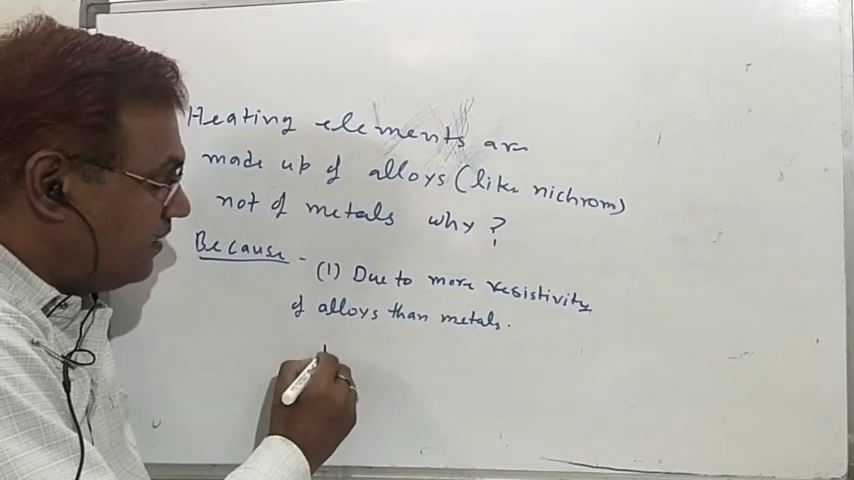 Heating elements are
made up of alloys (like nichrom)
not of metals why?
Because -
(1) Due to more resistivity
of alloys than metals.